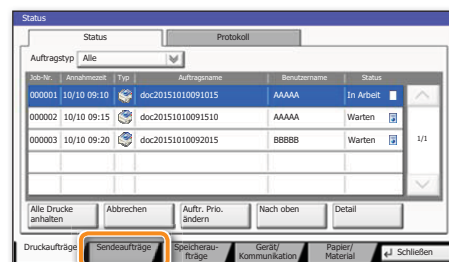 Status
Status Protokoll
Auftragstyp Alle
Job-Nr. Annahmezeit Typ Auftragsname Benutzername Status
000001 10/10 09:10 doc20151010091015 AAAAA In Arbeit
000002 10/10 09:15 doc20151010091510 AAAAA Warten
000003 10/10 09:20 doc20151010092015 BBBBB Warten
1/1
Alle Drucke anhalten Abbrechen Auftr. Prio. ändern Nach oben Detail
Druckaufträge Sendeaufträge Speicherau- fträge Gerät/ Kommunikation Papier/ Material Schließen